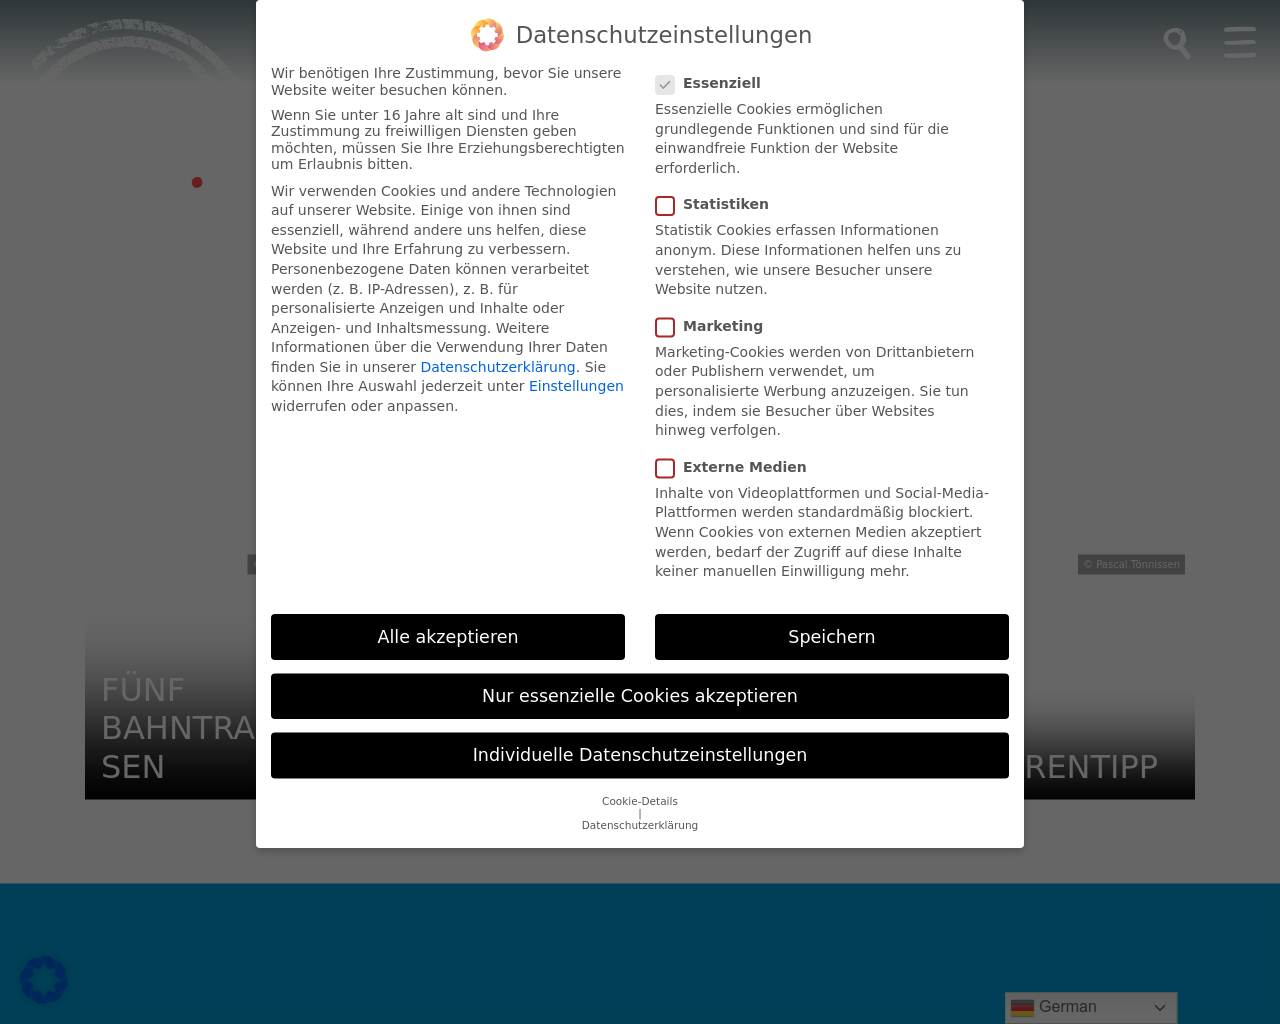 Datenschutzeinstellungen
Wir benötigen Ihre Zustimmung, bevor Sie unsere
Website weiter besuchen können.
Wenn Sie unter 16 Jahre alt sind und Ihre
Zustimmung zu freiwilligen Diensten geben
möchten, müssen Sie Ihre Erziehungsberechtigten
um Erlaubnis bitten.
Wir verwenden Cookies und andere Technologien
auf unserer Website. Einige von ihnen sind
essenziell, während andere uns helfen, diese
Website und Ihre Erfahrung zu verbessern.
Personenbezogene Daten können verarbeitet
werden (z. B. IP-Adressen), z. B. für
personalisierte Anzeigen und Inhalte oder
Anzeigen- und Inhaltsmessung. Weitere
Informationen über die Verwendung Ihrer Daten
finden Sie in unserer Datenschutzerklärung. Sie
können Ihre Auswahl jederzeit unter Einstellungen
widerrufen oder anpassen.
Essenziell
Essenzielle Cookies ermöglichen
grundlegende Funktionen und sind für die
einwandfreie Funktion der Website
erforderlich.
Statistiken
Statistik Cookies erfassen Informationen
anonym. Diese Informationen helfen uns zu
verstehen, wie unsere Besucher unsere
Website nutzen.
Marketing
Marketing-Cookies werden von Drittanbietern
oder Publishern verwendet, um
personalisierte Werbung anzuzeigen. Sie tun
dies, indem sie Besucher über Websites
hinweg verfolgen.
Externe Medien
Inhalte von Videoplattformen und Social-Media-
Plattformen werden standardmäßig blockiert.
Wenn Cookies von externen Medien akzeptiert
werden, bedarf der Zugriff auf diese Inhalte
keiner manuellen Einwilligung mehr.
Alle akzeptieren
Speichern
Nur essenzielle Cookies akzeptieren
Individuelle Datenschutzeinstellungen
Cookie-Details
|
Datenschutzerklärung
© Pascal Tönnissen
FÜNF
BAHNTRA
SEN
RENTIPP
German